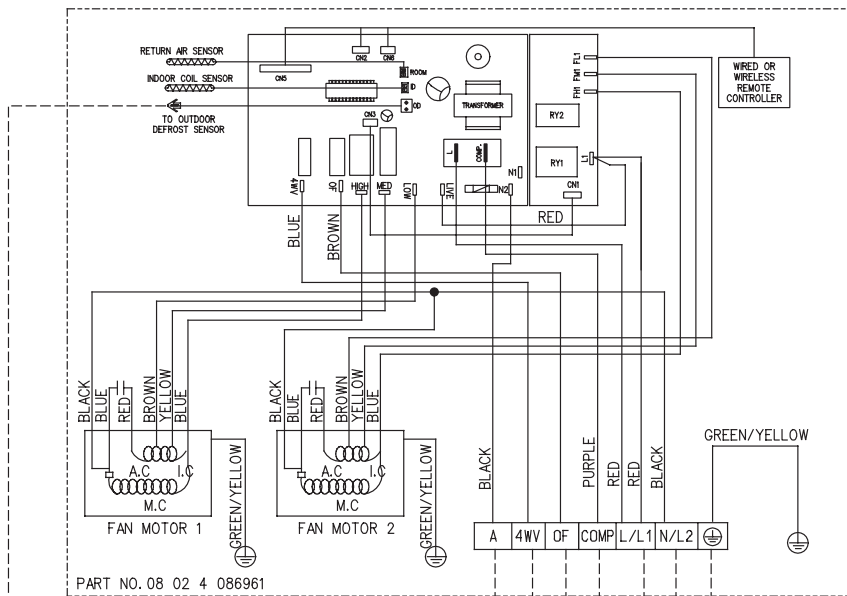 RETURN AIR SENSOR
INDOOR COIL SENSOR
TO OUTDOOR
DEFROST SENSOR
CN5
CN2
CN6
ROOM
ID
OD
CN3
TRANSFORMER
FL1
FM1
FH1
RY2
RY1
L1
CN1
WIRED OR
WIRELESS
REMOTE
CONTROLLER
4WV
OF
HIGH
MED
LOW
LIVE
L
COMP.
N1
N2
RED
BLUE
BROWN
BLACK
BLUE
RED
BROWN
YELLOW
BLUE
A.C
I.C
M.C
FAN MOTOR 1
GREEN/YELLOW
BLACK
BLUE
RED
BROWN
YELLOW
BLUE
A.C
I.C
M.C
FAN MOTOR 2
GREEN/YELLOW
BLACK
PURPLE
RED
RED
BLACK
GREEN/YELLOW
A
4WV
OF
COMP
L/L1
N/L2
PART NO. 08 02 4 086961